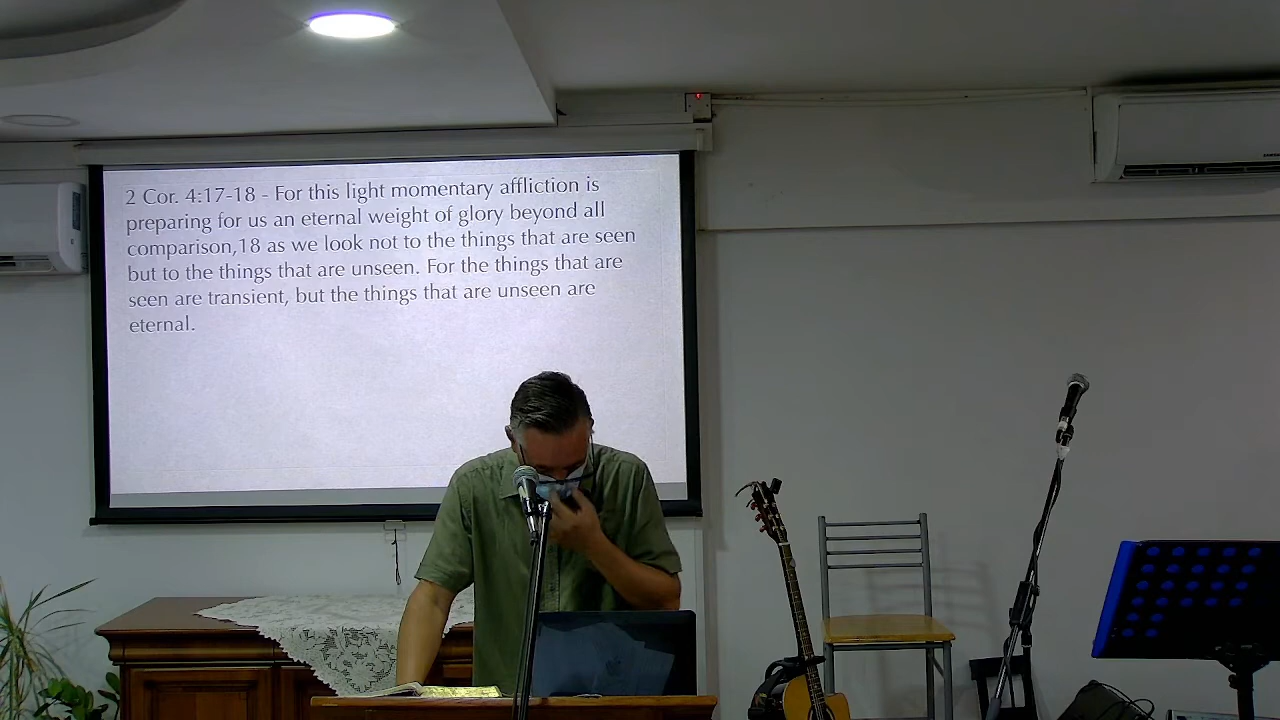 2 Cor. 4:17-18 - For this light momentary affliction is
preparing for us an eternal weight of glory beyond all
comparison,18 as we look not to the things that are seen
but to the things that are unseen. For the things that are
seen are transient, but the things that are unseen are
eternal.